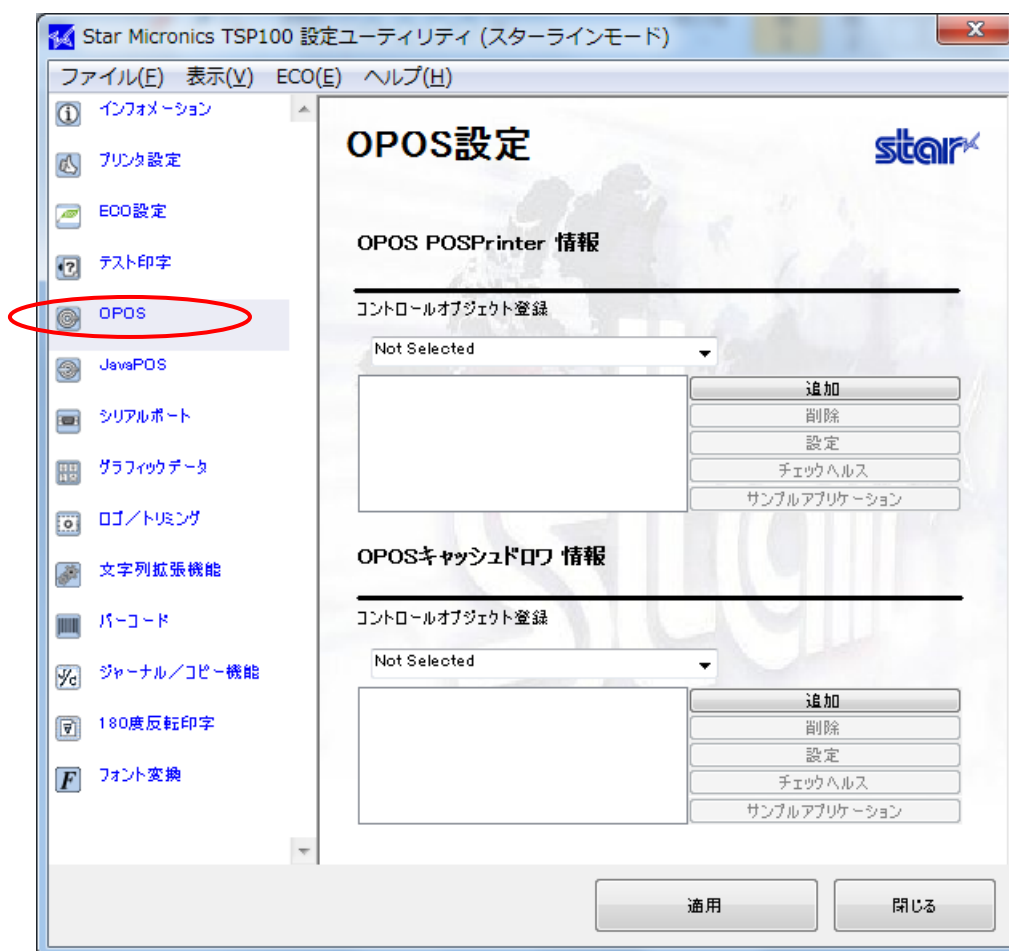 Star Micronics TSP100 設定ユーティリティ (スターラインモード)
ファイル(F) 表示(V) ECO(E) ヘルプ(H)
インフォメーション
プリンタ設定
ECO設定
テスト印字
OPOS
JavaPOS
シリアルポート
グラフィックデータ
ロゴ/トリミング
文字列拡張機能
バーコード
ジャーナル/コピー機能
180度反転印字
フォント変換
OPOS設定
star
OPOS POSPrinter 情報
コントロールオブジェクト登録
Not Selected
追加
削除
設定
チェックヘルス
サンプルアプリケーション
OPOSキャッシュドロワ 情報
コントロールオブジェクト登録
Not Selected
追加
削除
設定
チェックヘルス
サンプルアプリケーション
適用
閉じる